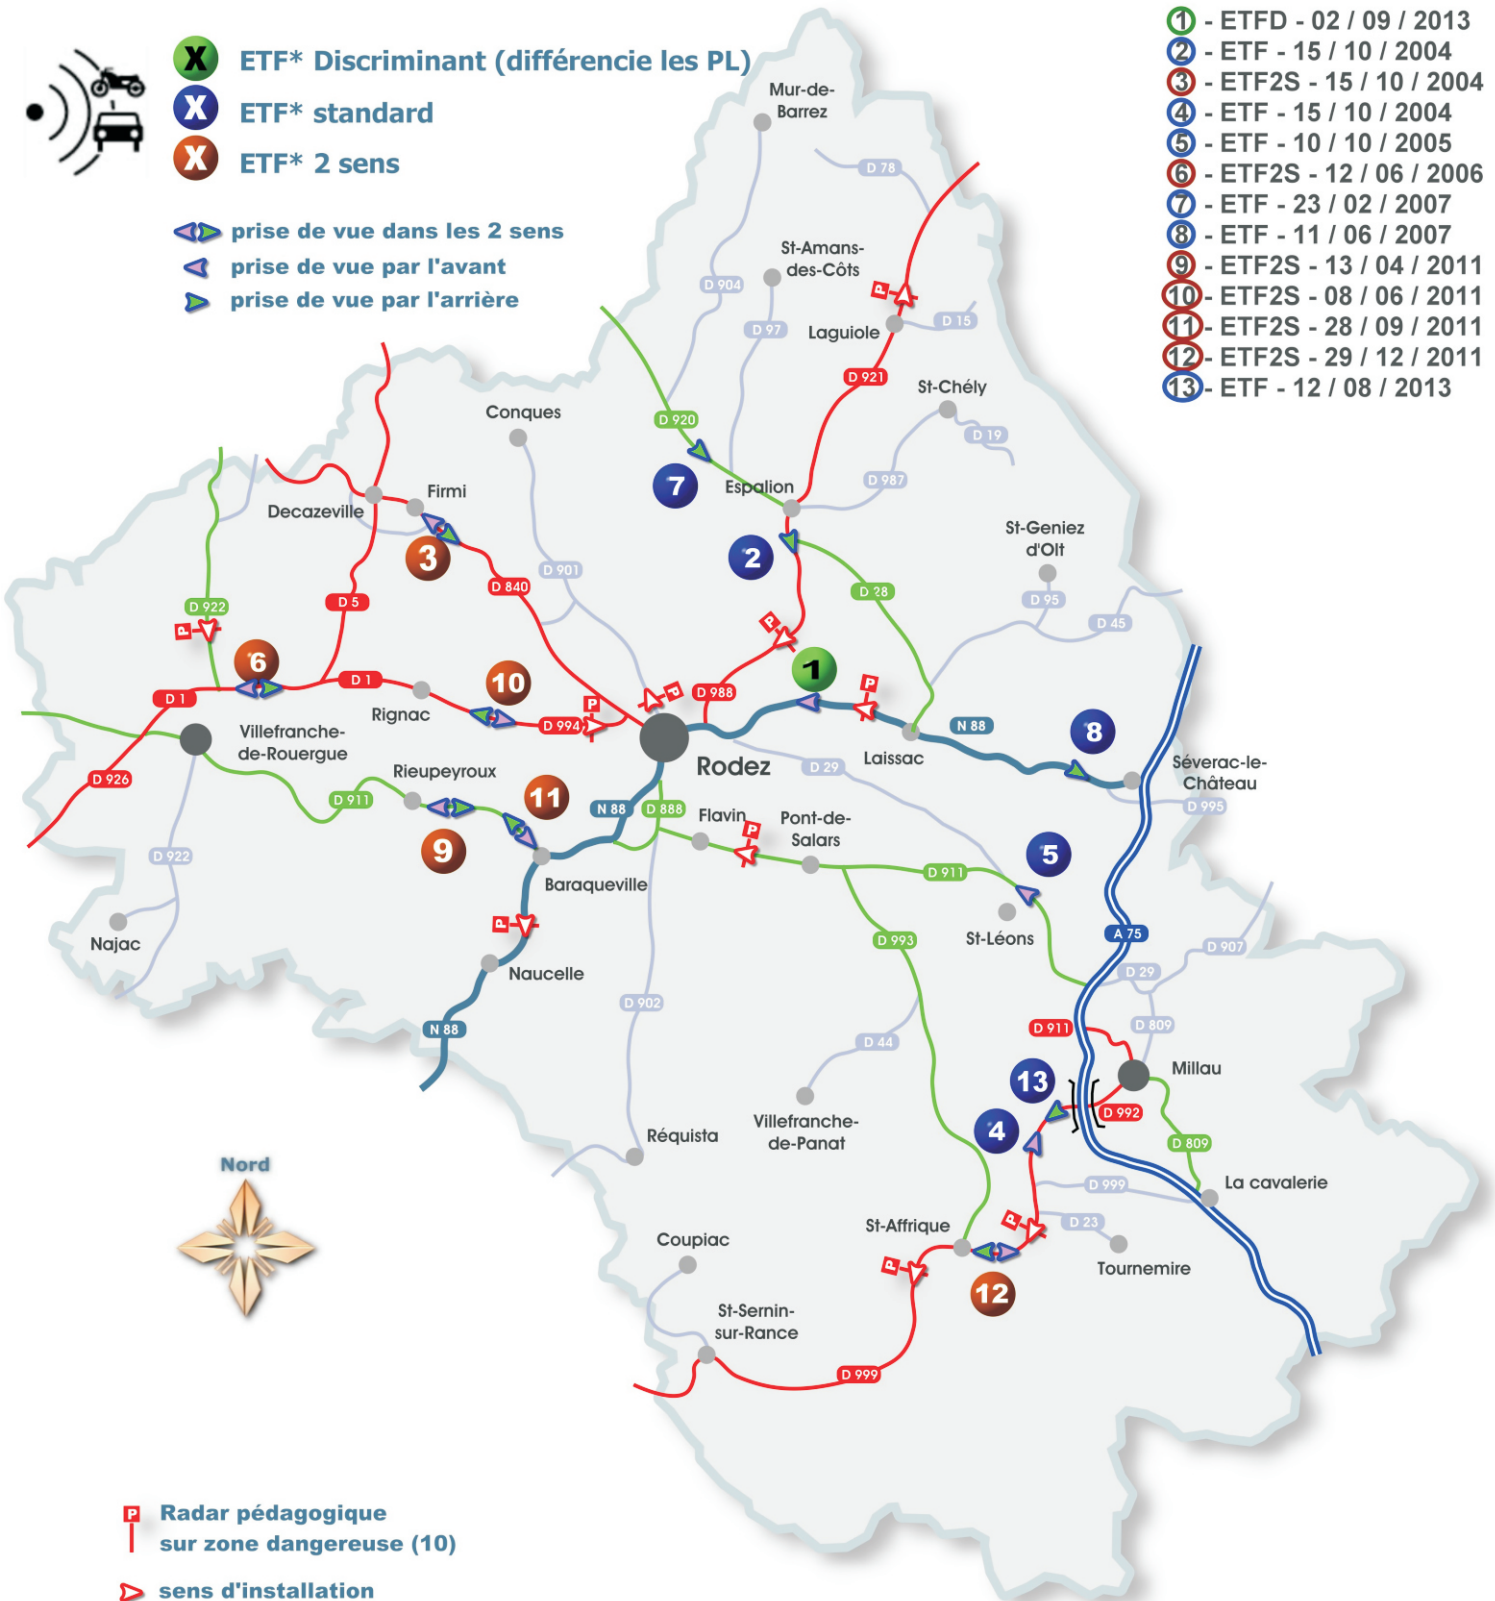 X ETF* Discriminant (différencie les PL)
X ETF* standard
X ETF* 2 sens
prise de vue dans les 2 sens
prise de vue par l'avant
prise de vue par l'arrière
1 - ETFD - 02 / 09 / 2013
2 - ETF - 15 / 10 / 2004
3 - ETF2S - 15 / 10 / 2004
4 - ETF - 15 / 10 / 2004
5 - ETF - 10 / 10 / 2005
6 - ETF2S - 12 / 06 / 2006
7 - ETF - 23 / 02 / 2007
8 - ETF - 11 / 06 / 2007
9 - ETF2S - 13 / 04 / 2011
10 - ETF2S - 08 / 06 / 2011
11 - ETF2S - 28 / 09 / 2011
12 - ETF2S - 29 / 12 / 2011
13 - ETF - 12 / 08 / 2013
Mur-de-
Barrez
D 78
St-Amans-
des-Côts
D 904
P
D 97
Laguiole
D 15
D 921
St-Chély
Conques
D 920
D 19
7
Espalion
D 987
Firmi
Decazeville
St-Geniez
d'Olt
3
2
D 901
D 840
D 28
D 5
D 95
D 922
P
P
D 45
6
1
10
D 1
D 1
P
P
D 988
P
Rignac
D 994
N 88
8
Villefranche-
de-Rouergue
Rodez
Laissac
D 29
Séverac-le-
Château
D 926
Rieupeyroux
11
D 911
N 88
D 888
D 995
Flavin
Pont-de-
Salars
P
9
5
D 922
D 911
Baraqueville
P
Najac
D 993
St-Léons
A 75
D 907
Naucelle
D 29
D 902
N 88
D 911
D 809
D 44
13
Millau
Villefranche-
de-Panat
4
D 992
Réquista
D 809
D 999
La cavalerie
Nord
St-Affrique
P
D 23
Coupiac
P
Tournemire
12
St-Sernin-
sur-Rance
D 999
P Radar pédagogique
sur zone dangereuse (10)
sens d'installation